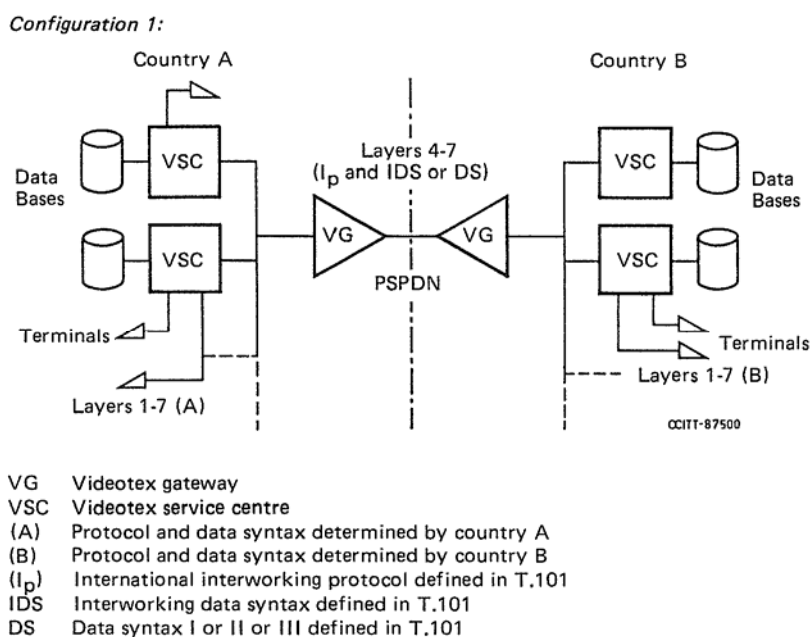 Configuration 1:
Country A
Country B
VSC
VSC
Layers 4-7
(Ip and IDS or DS)
Data
Bases
Data
Bases
VG
VG
VSC
VSC
PSPDN
Terminals
Terminals
Layers 1-7 (A)
Layers 1-7 (B)
CCITT-87500
VG Videotex gateway
VSC Videotex service centre
(A) Protocol and data syntax determined by country A
(B) Protocol and data syntax determined by country B
(Ip) International interworking protocol defined in T.101
IDS Interworking data syntax defined in T.101
DS Data syntax I or II or III defined in T.101